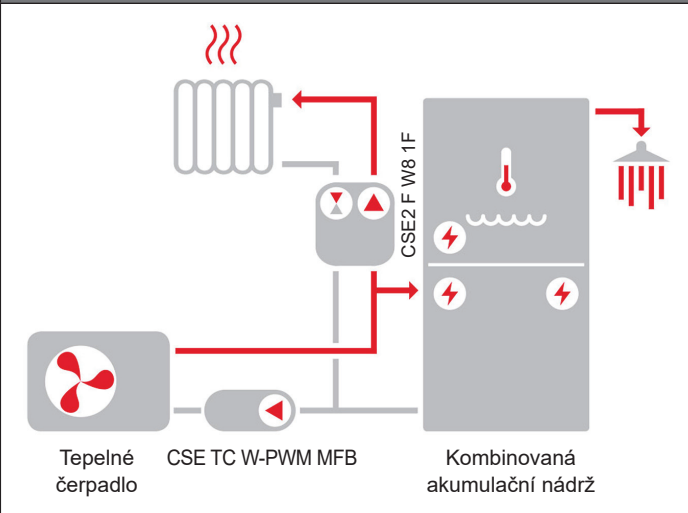 CSE2 F W8 1F
Tepelné
čerpadlo
CSE TC W-PWM MFB
Kombinovaná
akumulační nádrž